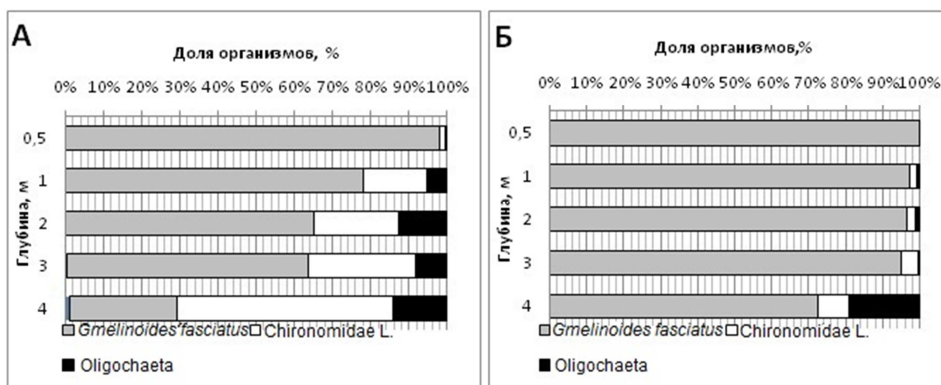 А
Доля организмов, %
0% 10% 20% 30% 40% 50% 60% 70% 80% 90%100%
0,5
1
2
3
4
Глубина, м
Gmelinoides fasciatus Chironomidae L.
Oligochaeta
Б
Доля организмов,%
0% 10% 20% 30% 40% 50% 60% 70% 80% 90%100%
0,5
1
2
3
4
Глубина, м
Gmelinoides fasciatus Chironomidae L.
Oligochaeta